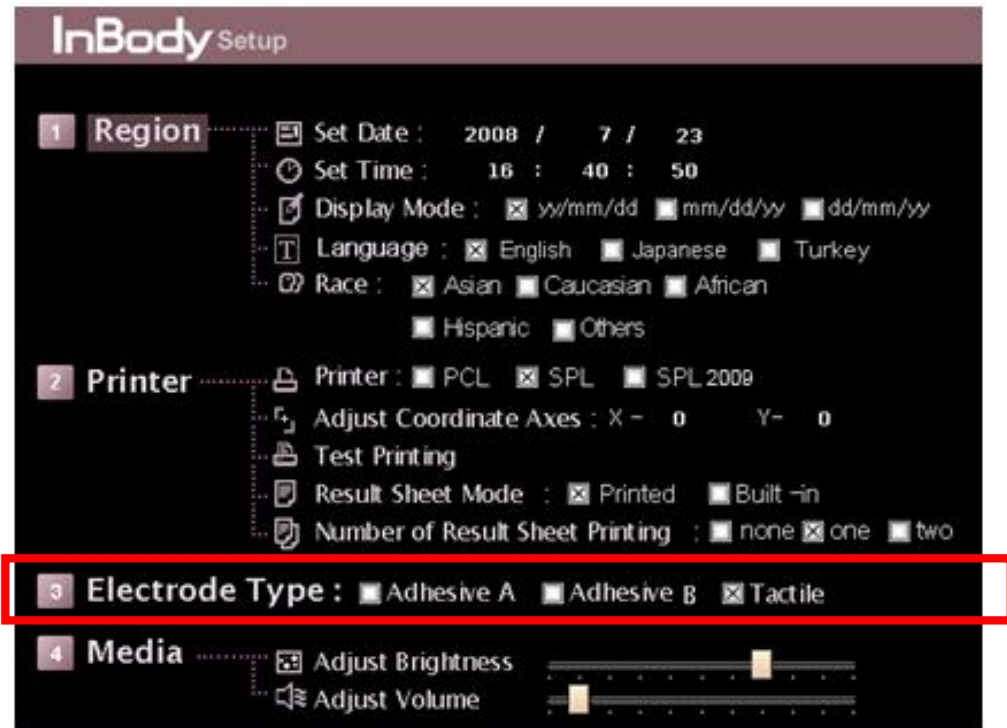 InBody Setup
1 Region Set Date : 2008 / 7 / 23
Set Time : 16 : 40 : 50
Display Mode : yy/mm/dd mm/dd/yy dd/mm/yy
T Language : English Japanese Turkey
Race : Asian Caucasian African
Hispanic Others
2 Printer Printer : PCL SPL SPL 2009
Adjust Coordinate Axes : X - 0 Y- 0
Test Printing
Result Sheet Mode : Printed Built -in
Number of Result Sheet Printing : none one two
3 Electrode Type : Adhesive A Adhesive B Tactile
4 Media Adjust Brightness
Adjust Volume